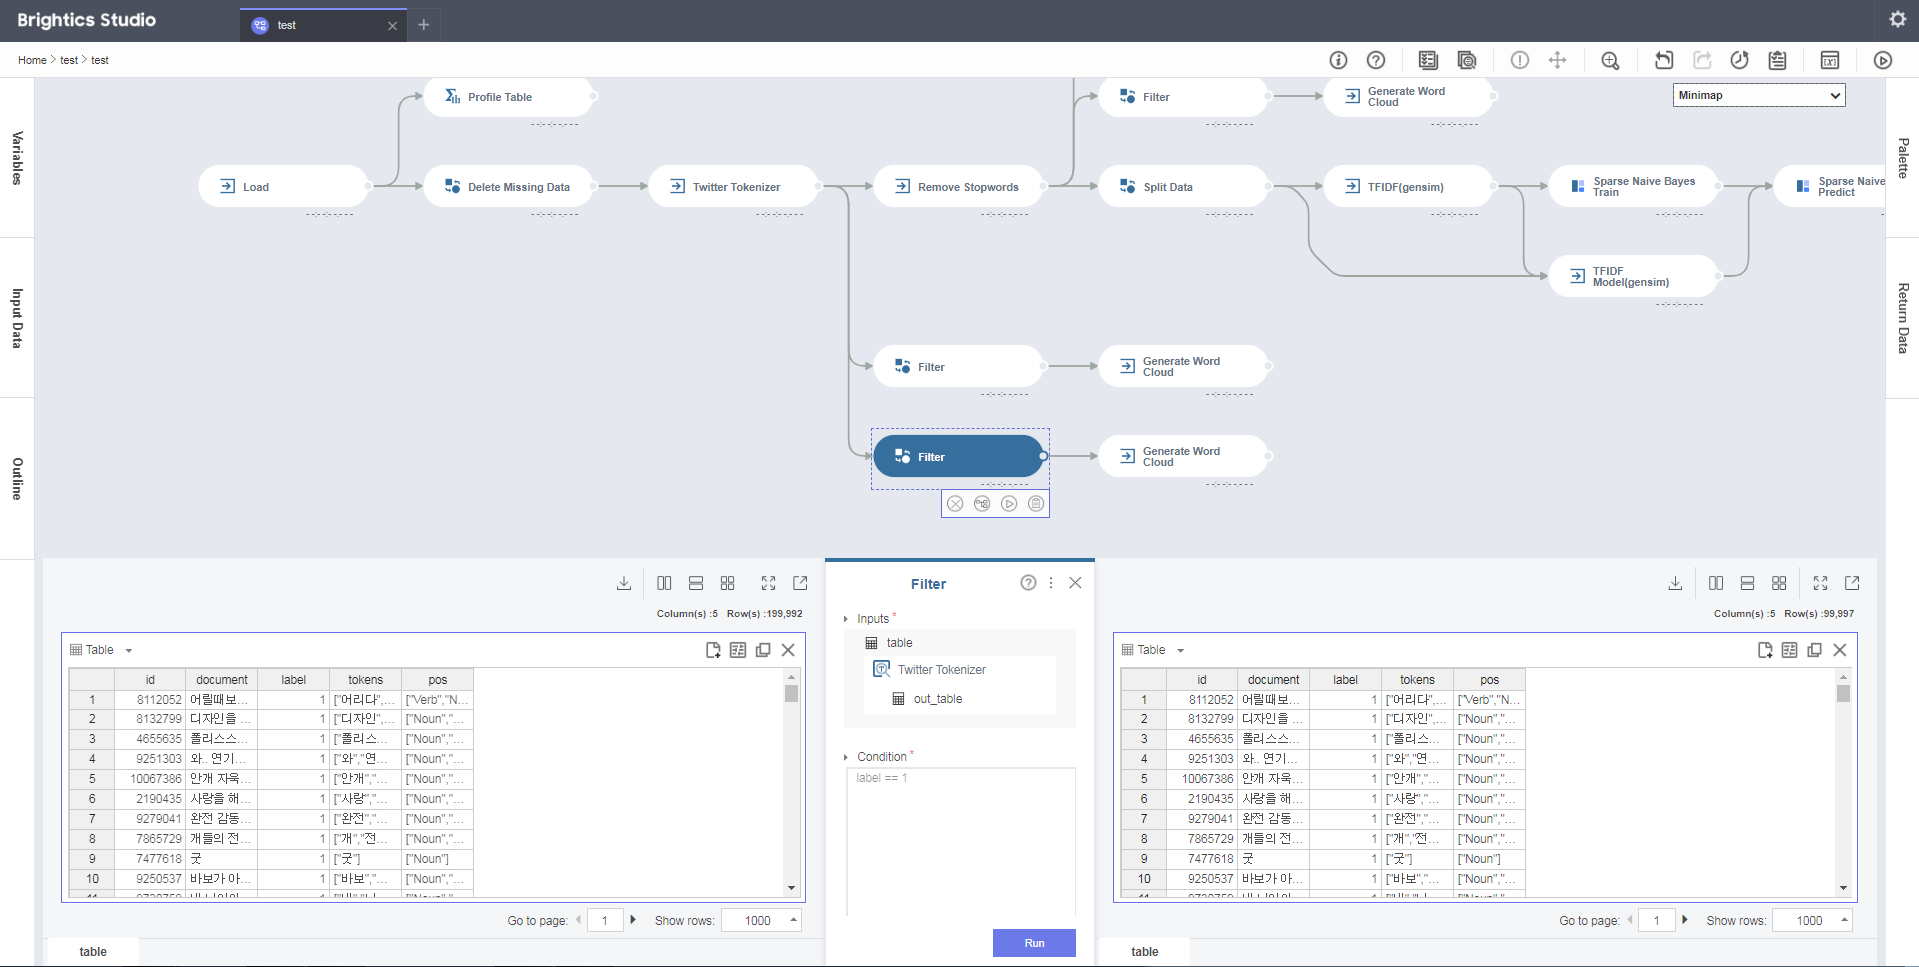 Brightics Studio
test
Home > test > test
Variables
Input Data
Outline
Palette
Return Data
Minimap
Profile Table
--:--:--.---
Filter
--:--:--.---
Generate Word
Cloud
--:--:--.---
Load
--:--:--.---
Delete Missing Data
--:--:--.---
Twitter Tokenizer
--:--:--.---
Remove Stopwords
--:--:--.---
Split Data
--:--:--.---
TFIDF(gensim)
--:--:--.---
Sparse Naive Bayes
Train
--:--:--.---
Sparse Naive
Predict
TFIDF
Model(gensim)
--:--:--.---
Filter
--:--:--.---
Generate Word
Cloud
--:--:--.---
Filter
--:--:--.---
Generate Word
Cloud
--:--:--.---
Column(s) :5 Row(s) :199,992
Table
id document label tokens pos
1 8112052 어릴때보... 1 ["어리다",... ["Verb","N...
2 8132799 디자인을 ... 1 ["디자인",... ["Noun","...
3 4655635 폴리스스... 1 ["폴리스... ["Noun","...
4 9251303 와.. 연기... 1 ["와","연... ["Noun","...
5 10067386 안개 자욱... 1 ["안개","... ["Noun","...
6 2190435 사랑을 해... 1 ["사랑","... ["Noun","...
7 9279041 완전 감동... 1 ["완전","... ["Noun","...
8 7865729 개들의 전... 1 ["개","전... ["Noun","...
9 7477618 굿 1 ["굿"] ["Noun"]
10 9250537 바보가 아... 1 ["바보","... ["Noun","...
Go to page: 1 Show rows: 1000
table
Filter
Inputs *
table
Twitter Tokenizer
out_table
Condition *
label == 1
Run
Column(s) :5 Row(s) :99,997
Table
id document label tokens pos
1 8112052 어릴때보... 1 ["어리다",... ["Verb","N...
2 8132799 디자인을 ... 1 ["디자인",... ["Noun","...
3 4655635 폴리스스... 1 ["폴리스... ["Noun","...
4 9251303 와.. 연기... 1 ["와","연... ["Noun","...
5 10067386 안개 자욱... 1 ["안개","... ["Noun","...
6 2190435 사랑을 해... 1 ["사랑","... ["Noun","...
7 9279041 완전 감동... 1 ["완전","... ["Noun","...
8 7865729 개들의 전... 1 ["개","전... ["Noun","...
9 7477618 굿 1 ["굿"] ["Noun"]
10 9250537 바보가 아... 1 ["바보","... ["Noun","...
Go to page: 1 Show rows: 1000
table